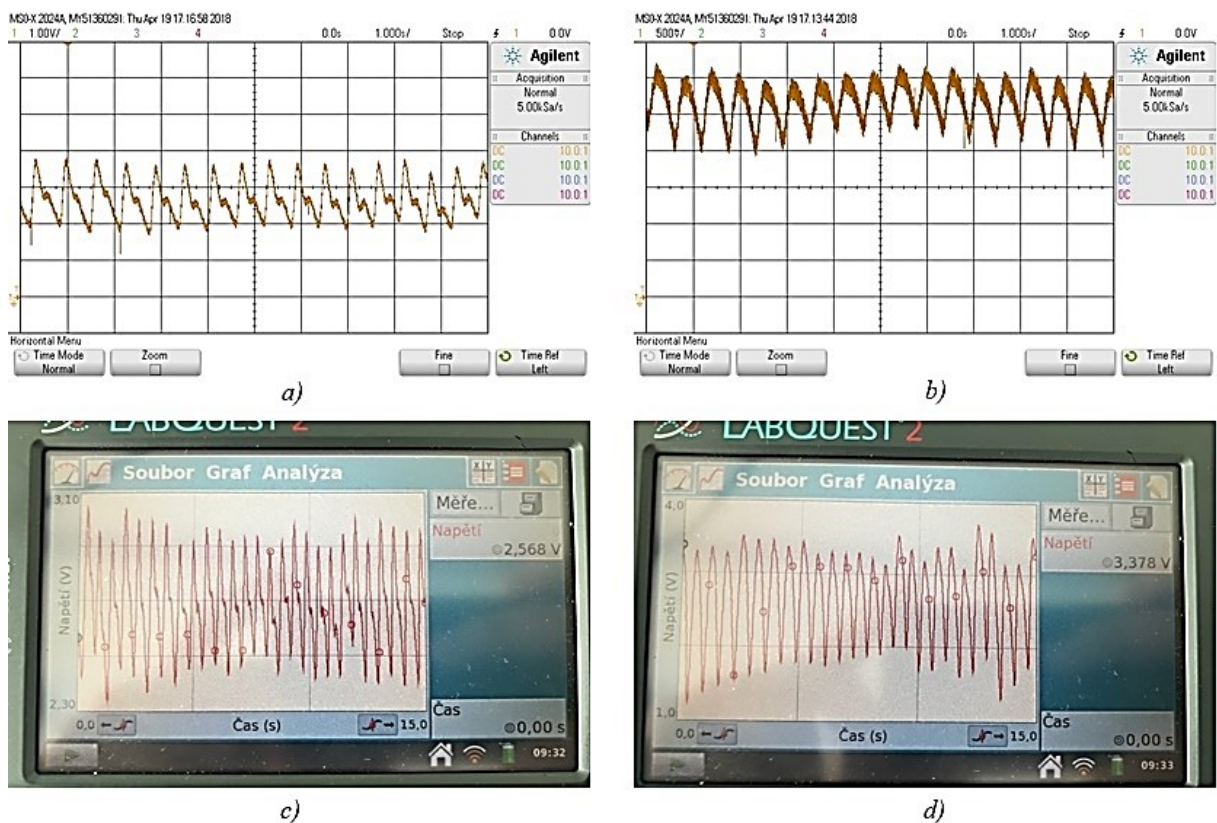 MSO-X 2024A, MY51360291: Thu Apr 19 17:16:58 2018
1 1.00V/ 2 3 4 0.0s 1.000s/ Stop 1 0.0V
Agilent
Acquisition
Normal
5.00kSa/s
Channels
DC 10.0:1
DC 10.0:1
DC 10.0:1
DC 10.0:1
Horizontal Menu
Time Mode
Normal
Zoom
Fine
Time Ref
Left
a)
MSO-X 2024A, MY51360291: Thu Apr 19 17:13:44 2018
1 500 2 3 4 0.0s 1.000s/ Stop 1 0.0V
Agilent
Acquisition
Normal
5.00kSa/s
Channels
DC 10.0:1
DC 10.0:1
DC 10.0:1
DC 10.0:1
Horizontal Menu
Time Mode
Normal
Zoom
Fine
Time Ref
Left
b)
LABQUEST 2
Soubor Graf Analýza
3,10
Napětí (V)
2,30
0,0 Čas (s) 15,0
Měře...
Napětí
2,568 V
Čas
0,00 s
09:32
c)
LABQUEST 2
Soubor Graf Analýza
4,0
Napětí (V)
1,0
0,0 Čas (s) 15,0
Měře...
Napětí
3,378 V
Čas
0,00 s
09:33
d)